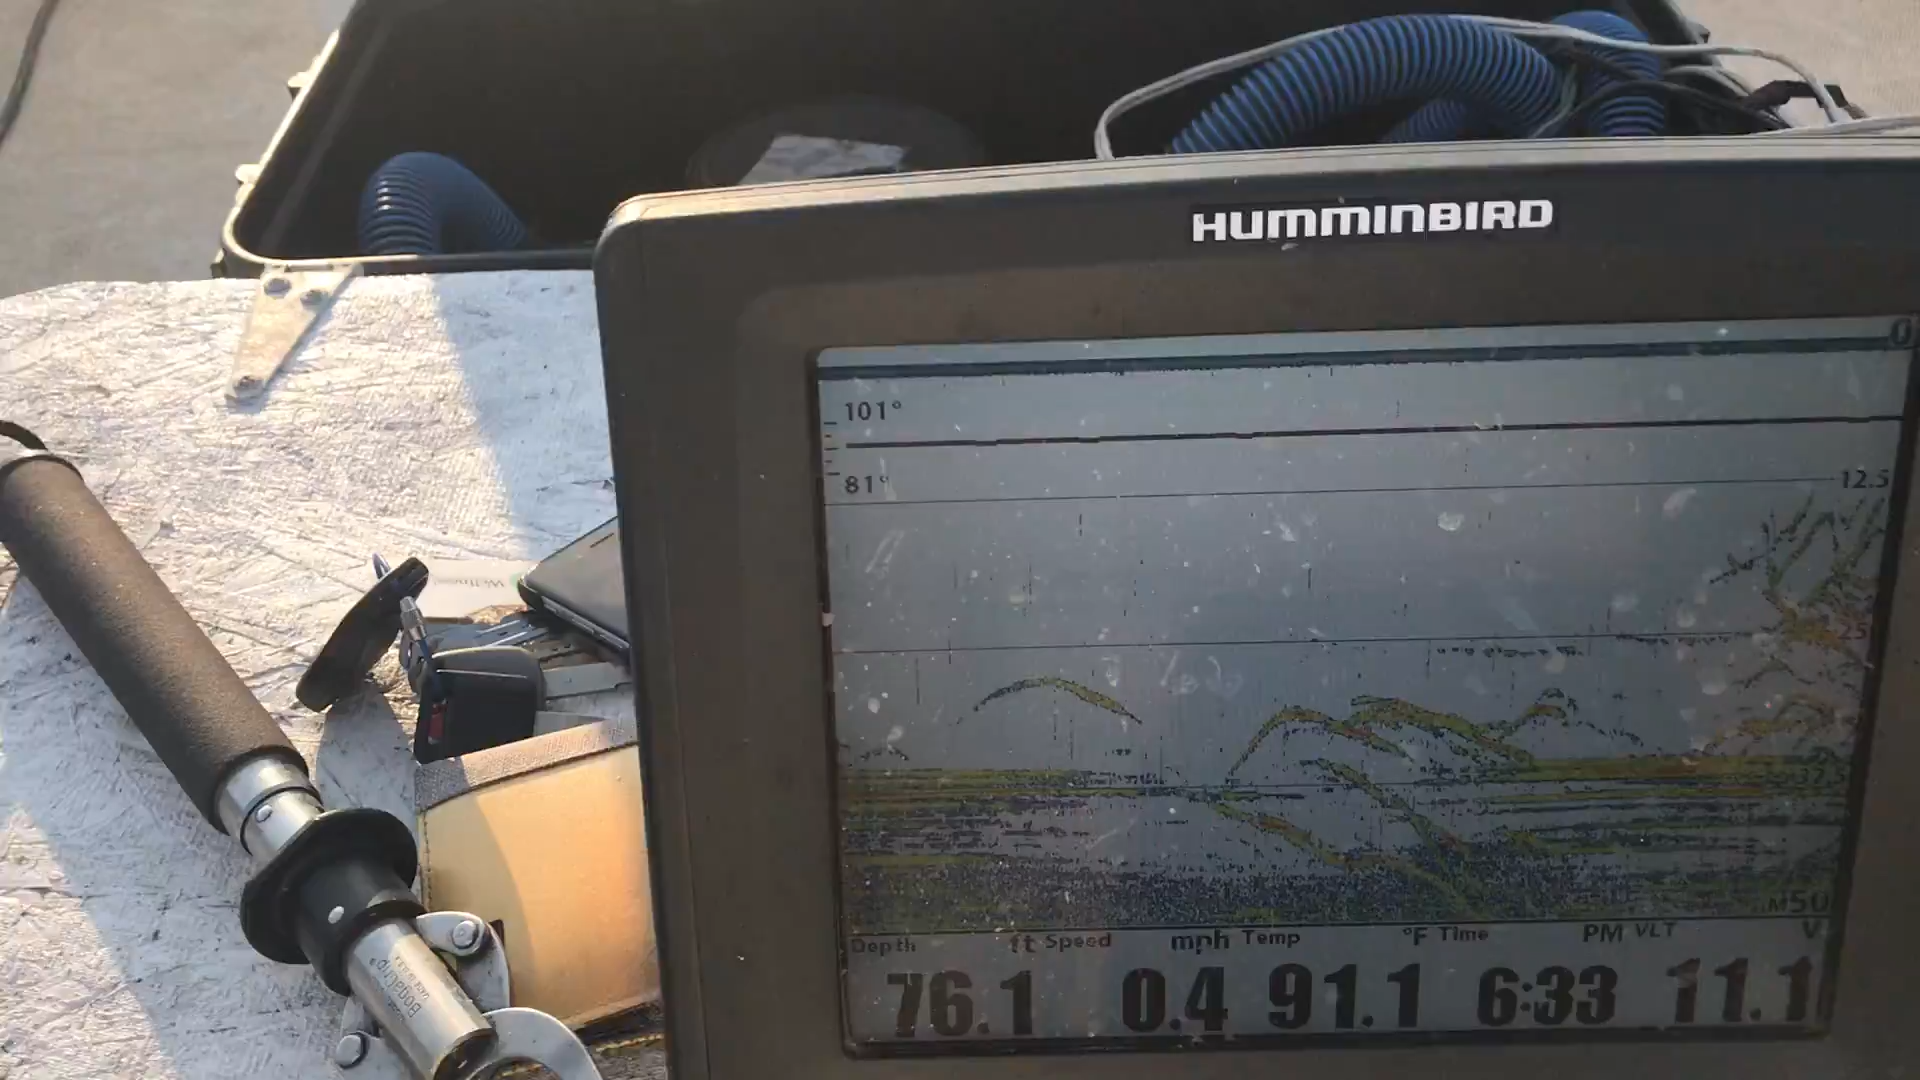 HUMMINBIRD
0
101°
81°
12.5
25
37.5
M50
Depth ft Speed mph Temp °F Time PM VLT V
76.1 0.4 91.1 6:33 11.1
Bogagrip